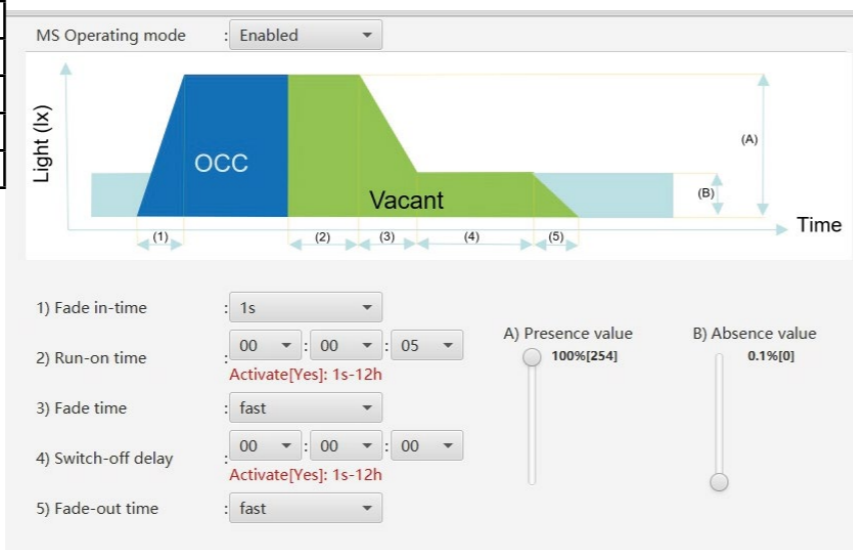 MS Operating mode : Enabled
Light (lx)
OCC
Vacant
(A)
(B)
Time
(1) (2) (3) (4) (5)
1) Fade in-time : 1s
2) Run-on time : 00 : 00 : 05
Activate[Yes]: 1s-12h
3) Fade time : fast
4) Switch-off delay : 00 : 00 : 00
Activate[Yes]: 1s-12h
5) Fade-out time : fast
A) Presence value
100%[254]
B) Absence value
0.1%[0]